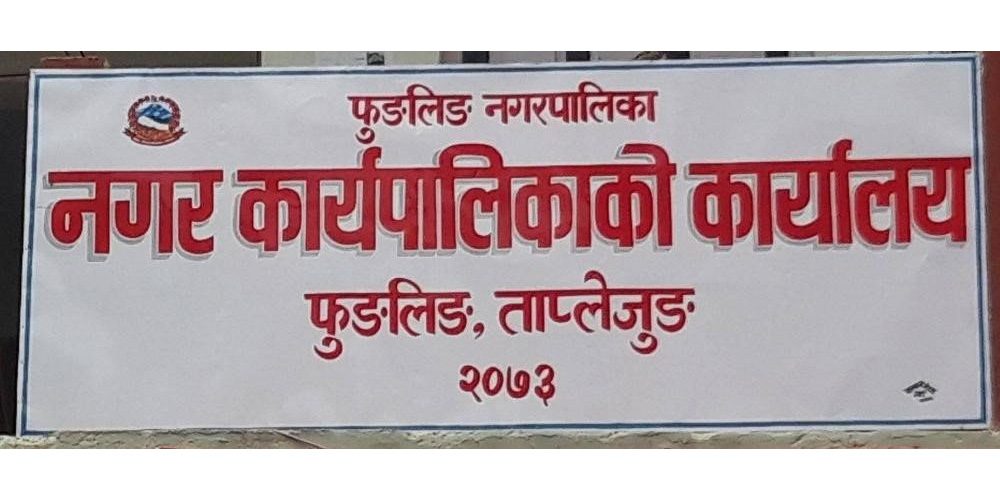 फुङलिङ नगरपालिका
नगर कार्यपालिकाको कार्यालय
फुङलिङ, ताप्लेजुङ
२०७३